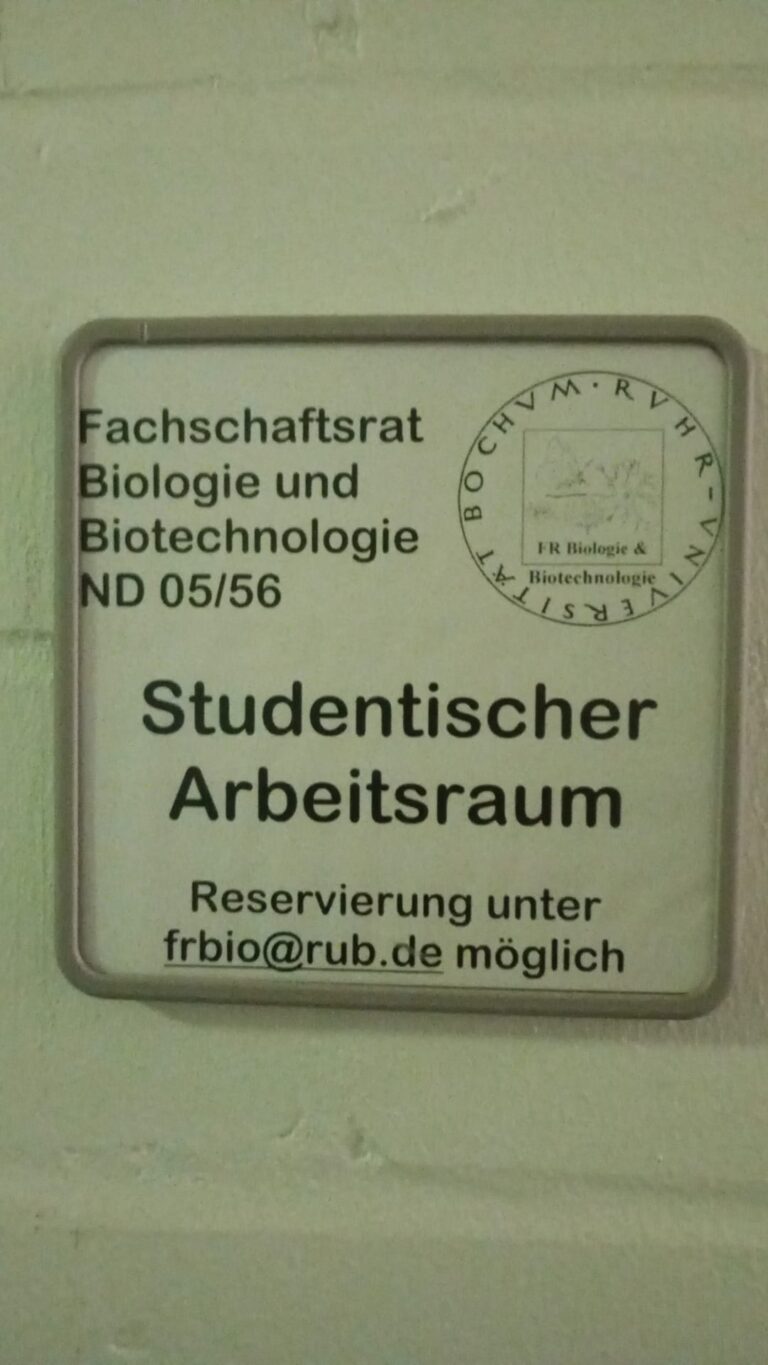 Fachschaftsrat
Biologie und
Biotechnologie
ND 05/56
RVHR-VNIVERSITÄT BOCHVM ·
FR Biologie &
Biotechnologie
Studentischer
Arbeitsraum
Reservierung unter
frbio@rub.de möglich